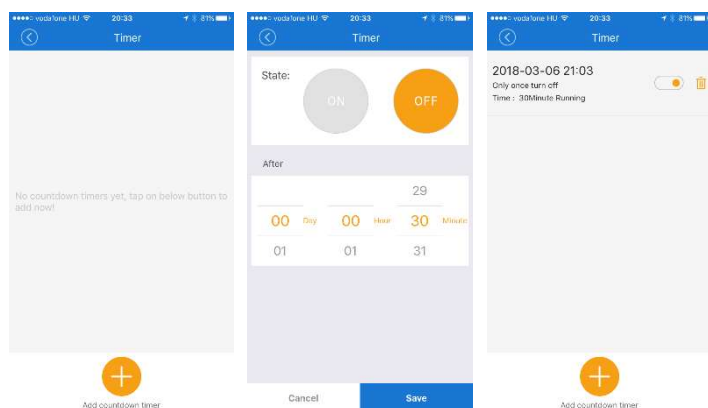 vodafone HU 20:33 81%
Timer
No countdown timers yet, tap on below button to
add now!
Add countdown timer
vodafone HU 20:33 81%
Timer
State:
ON OFF
After
29
00 Day 00 Hour 30 Minute
01 01 31
Cancel Save
vodafone HU 20:33 81%
Timer
2018-03-06 21:03
Only once turn off
Time : 30Minute Running
Add countdown timer